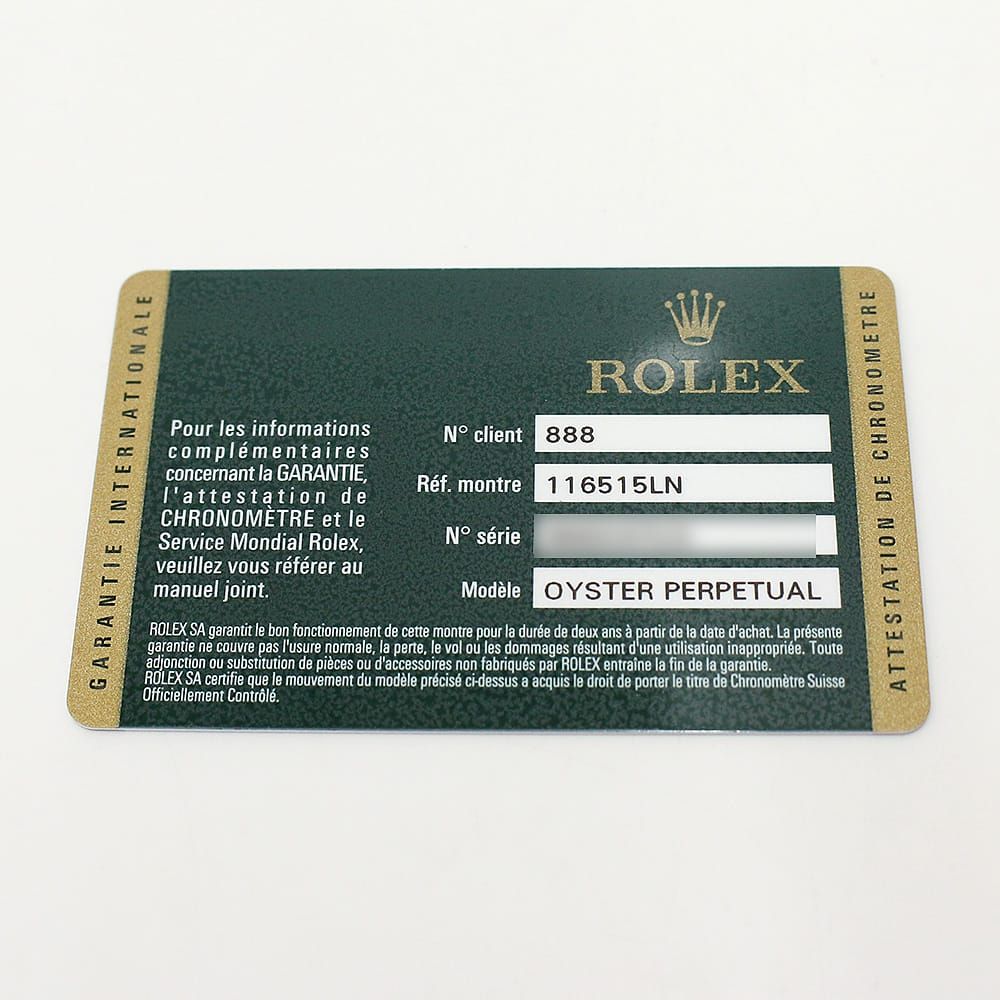 GARANTIE INTERNATIONALE
ROLEX
Pour les informations
complémentaires
concernant la GARANTIE,
l'attestation de
CHRONOMÈTRE et le
Service Mondial Rolex,
veuillez vous référer au
manuel joint.
N° client 888
Réf. montre 116515LN
N° série
Modèle OYSTER PERPETUAL
ROLEX SA garantit le bon fonctionnement de cette montre pour la durée de deux ans à partir de la date d'achat. La présente
garantie ne couvre pas l'usure normale, la perte, le vol ou les dommages résultant d'une utilisation inappropriée. Toute
adjonction ou substitution de pièces ou d'accessoires non fabriqués par ROLEX entraîne la fin de la garantie.
ROLEX SA certifie que le mouvement du modèle précisé ci-dessus a acquis le droit de porter le titre de Chronomètre Suisse
Officiellement Contrôlé.
ATTESTATION DE CHRONOMETRE